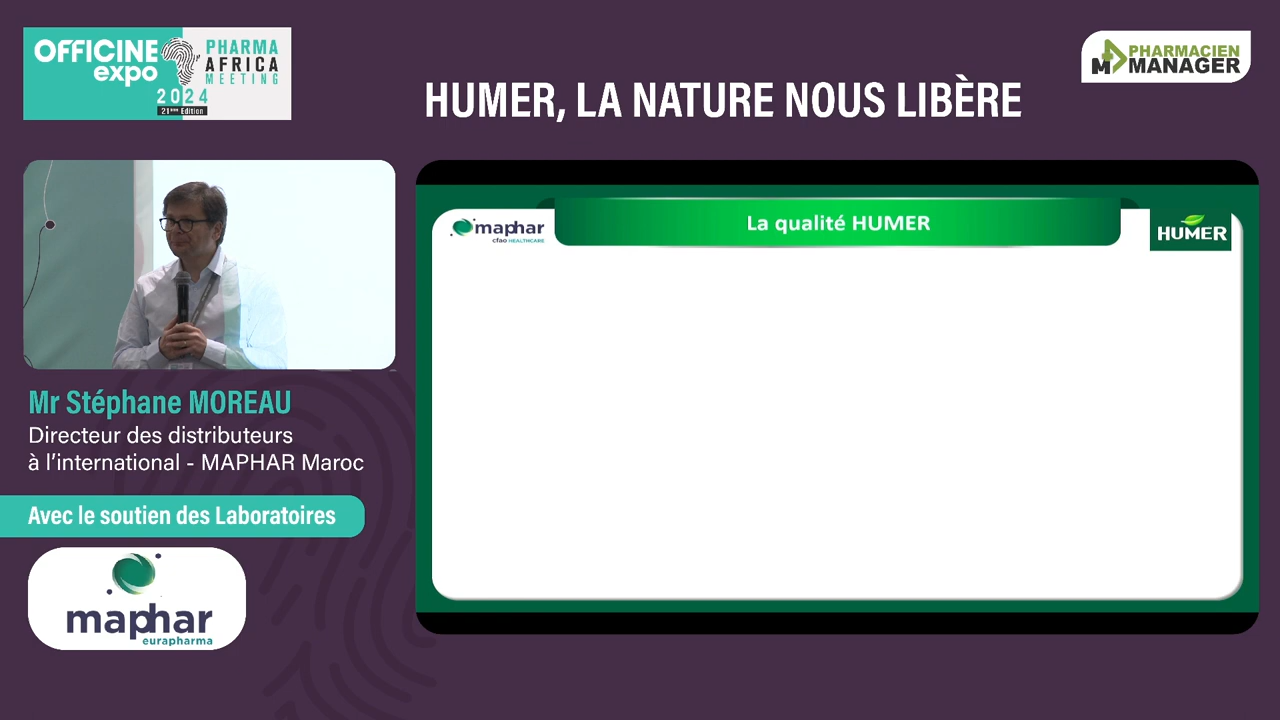 OFFICINE
expo
PHARMA
AFRICA
MEETING
2024
21ème Edition
PHARMACIEN
MANAGER
HUMER, LA NATURE NOUS LIBÈRE
maphar
cfao HEALTHCARE
La qualité HUMER
HUMER
Mr Stéphane MOREAU
Directeur des distributeurs
à l'international - MAPHAR Maroc
Avec le soutien des Laboratoires
maphar
eurapharma